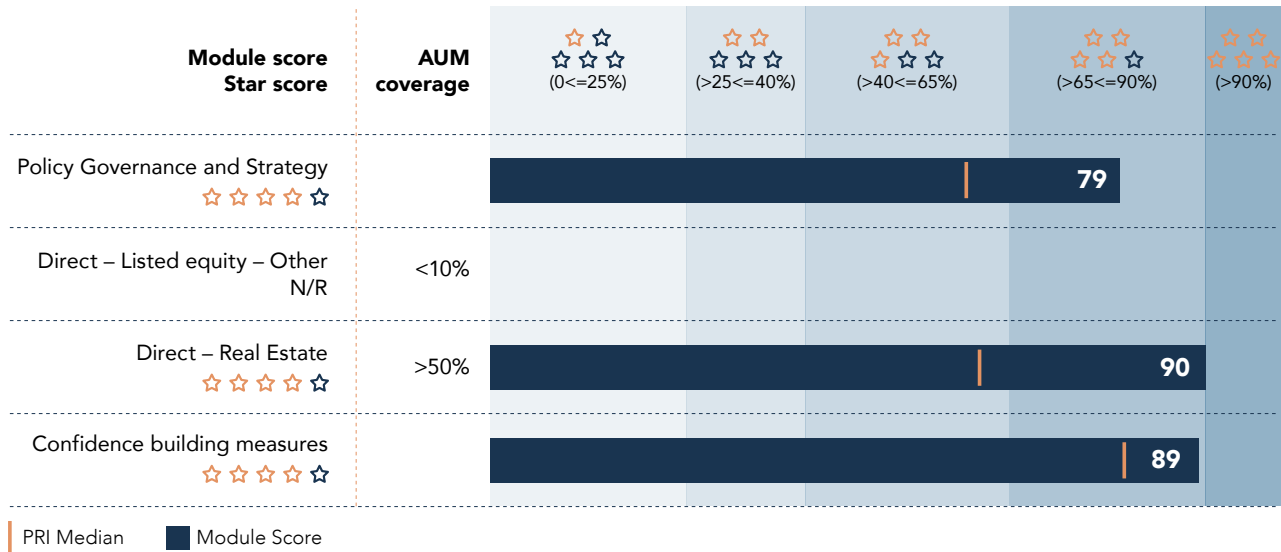 Module score
Star score
AUM
coverage
(0<=25%)
(>25<=40%)
(>40<=65%)
(>65<=90%)
(>90%)
Policy Governance and Strategy
79
Direct – Listed equity – Other
N/R
<10%
Direct – Real Estate
>50%
90
Confidence building measures
89
PRI Median
Module Score